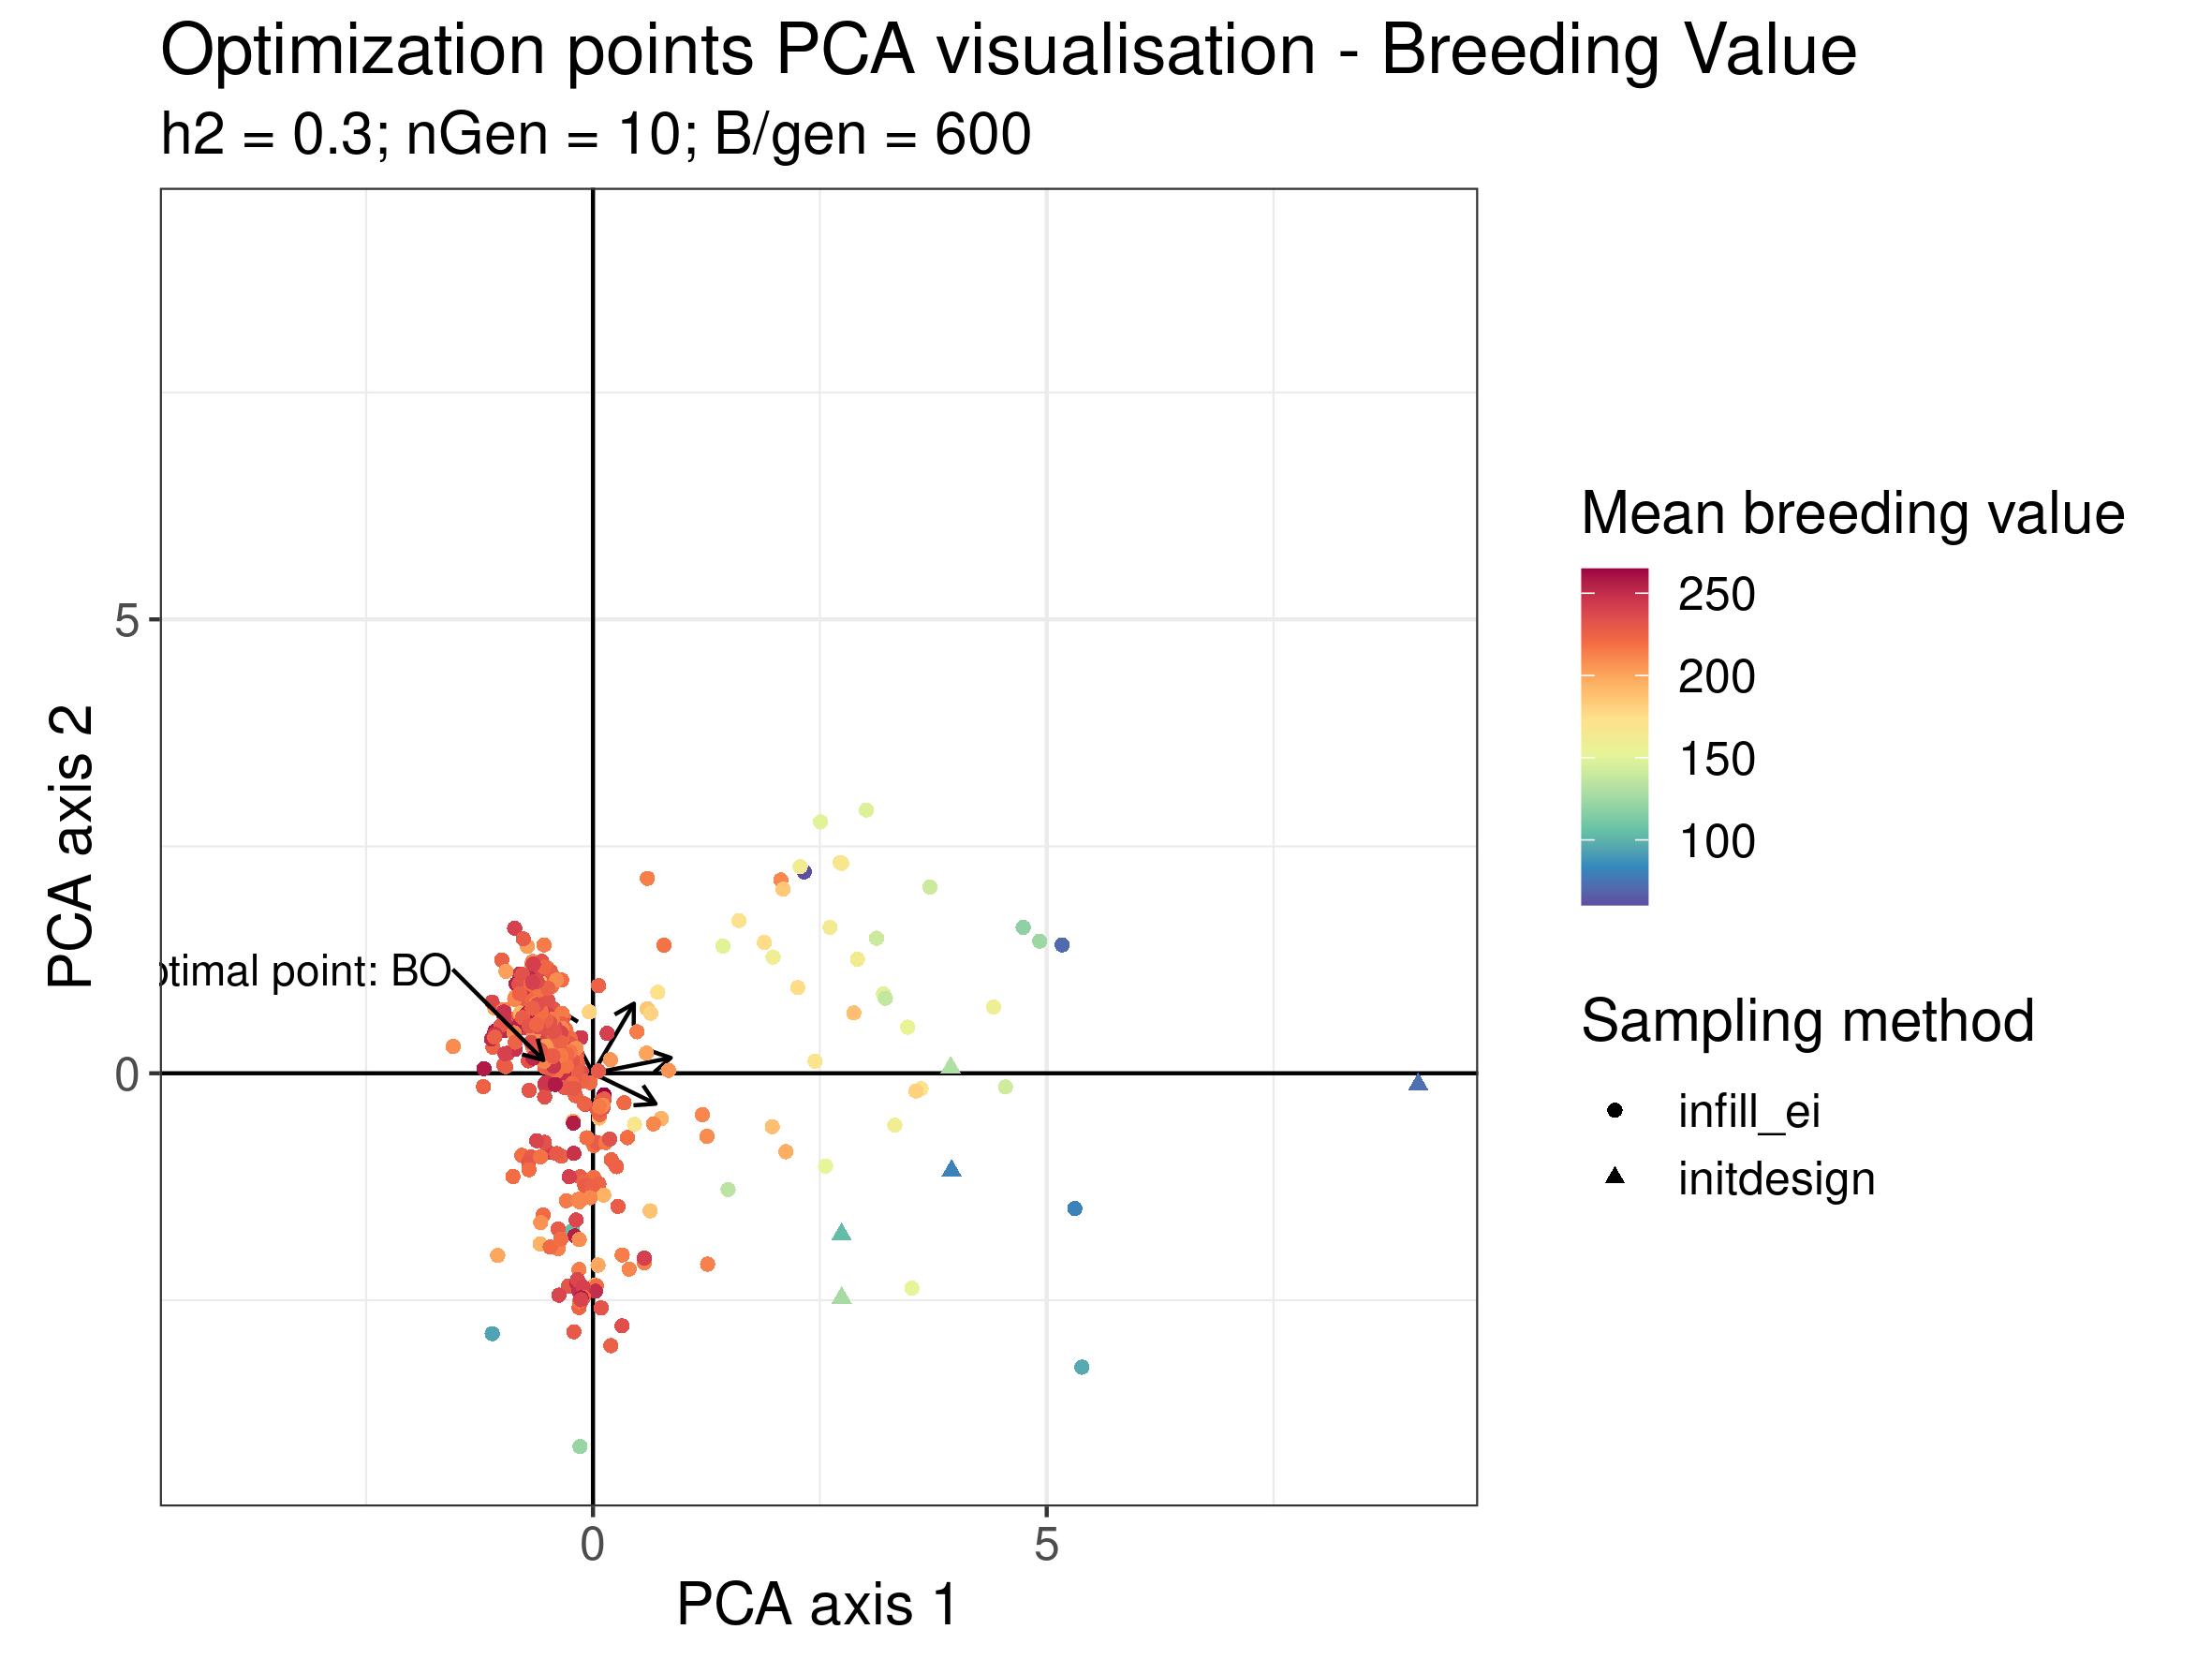 Optimization points PCA visualisation - Breeding Value
h2 = 0.3; nGen = 10; B/gen = 600
PCA axis 2
5
0
timal point: BO
0
5
PCA axis 1
Mean breeding value
250
200
150
100
Sampling method
infill_ei
initdesign